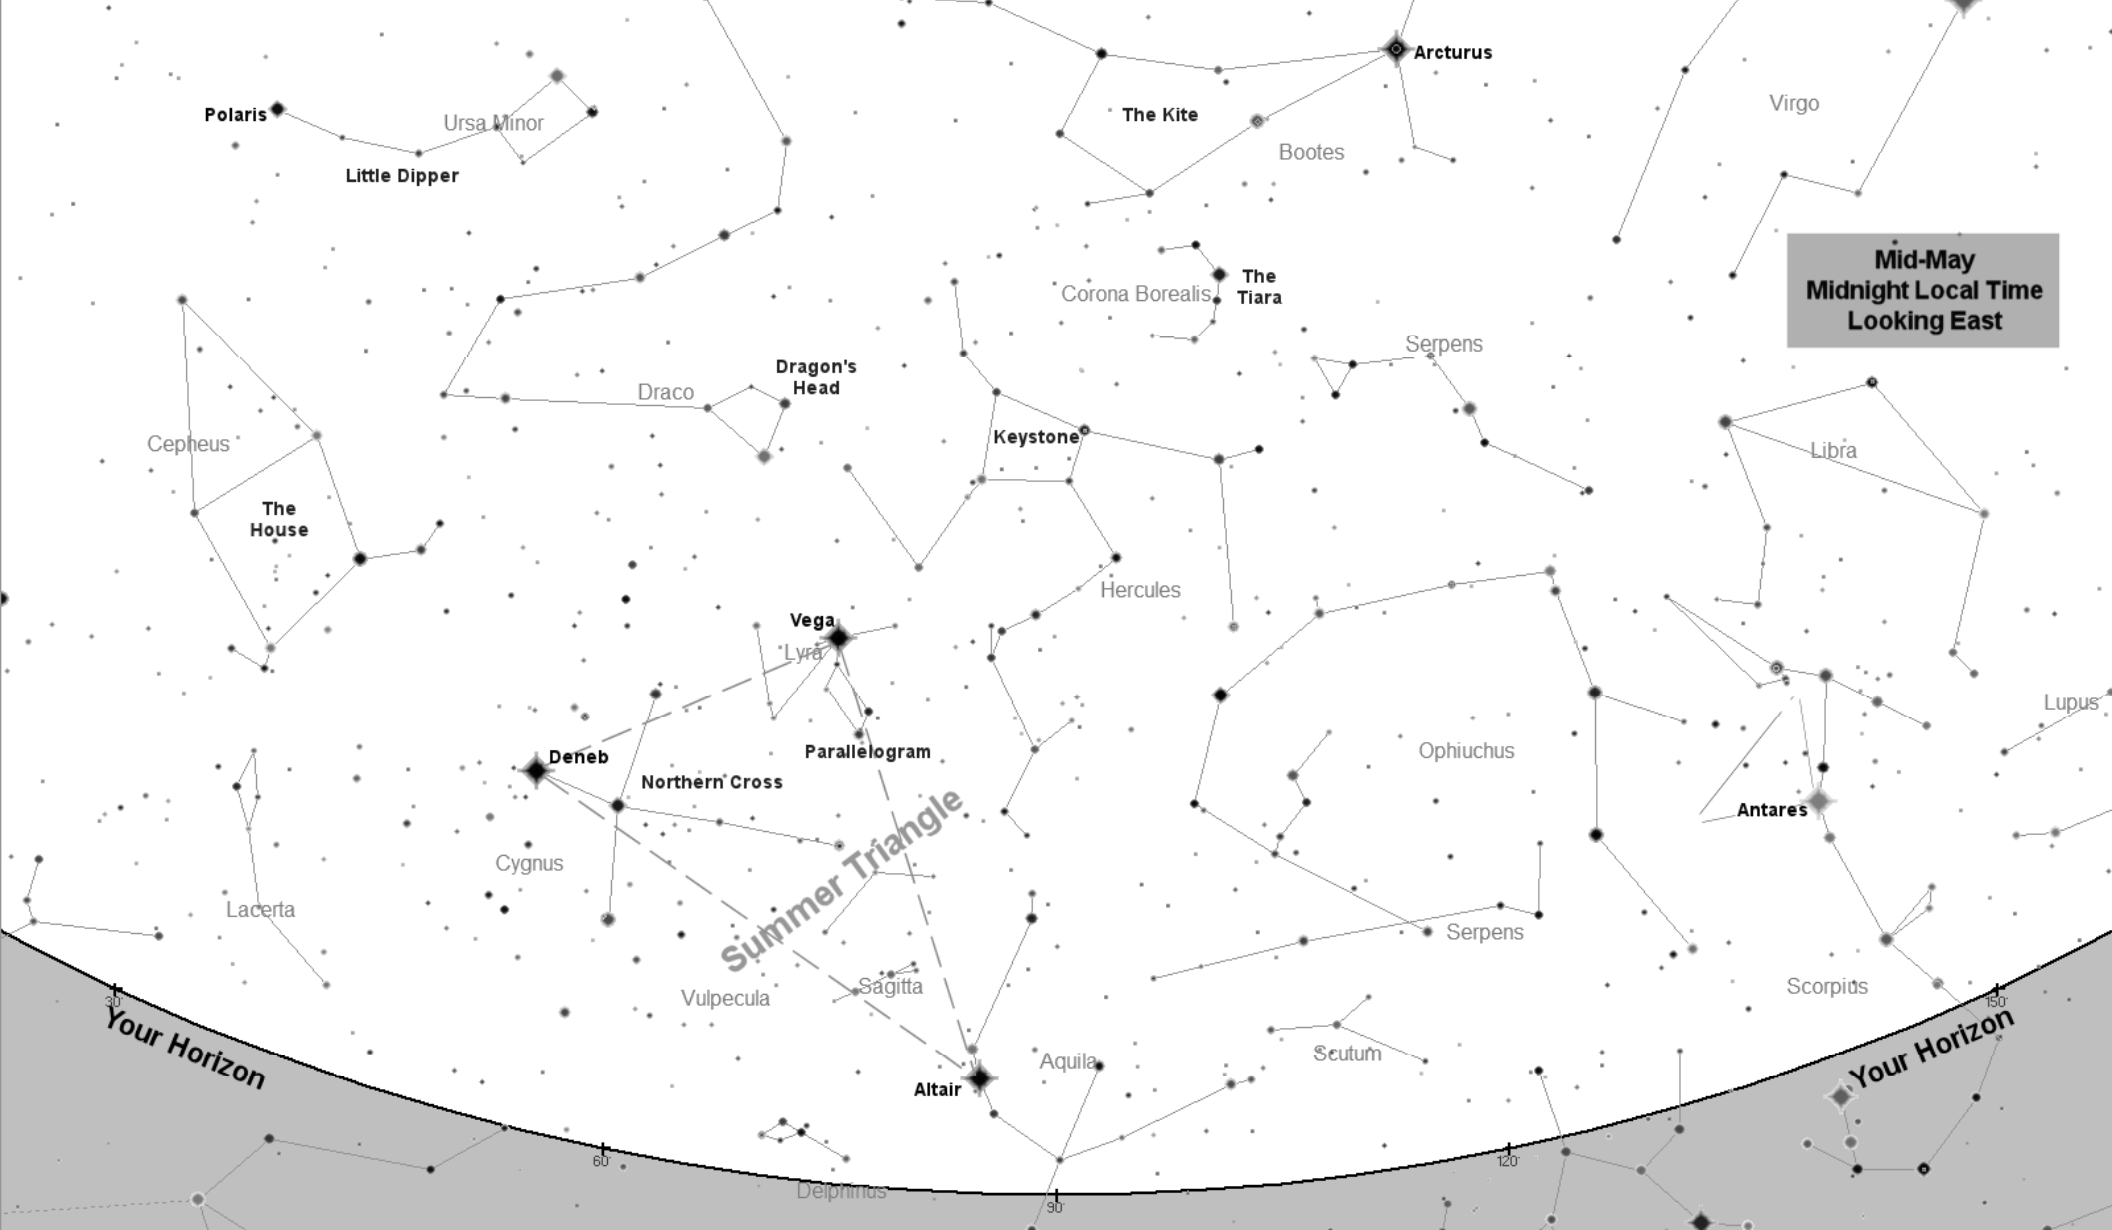 Arcturus
Virgo
Polaris
Ursa Minor
The Kite
Bootes
Little Dipper
Mid-May
Midnight Local Time
Looking East
Corona Borealis
The
Tiara
Serpens
Dragon's
Head
Draco
Keystone
Cepheus
Libra
The
House
Hercules
Vega
Lyra
Lupus
Parallelogram
Deneb
Northern Cross
Ophiuchus
Antares
Summer Triangle
Cygnus
Lacerta
Serpens
Vulpecula
Sagitta
Scorpius
30°
150°
Your Horizon
Your Horizon
Scutum
Aquila
Altair
60°
120°
Delphinus
90°